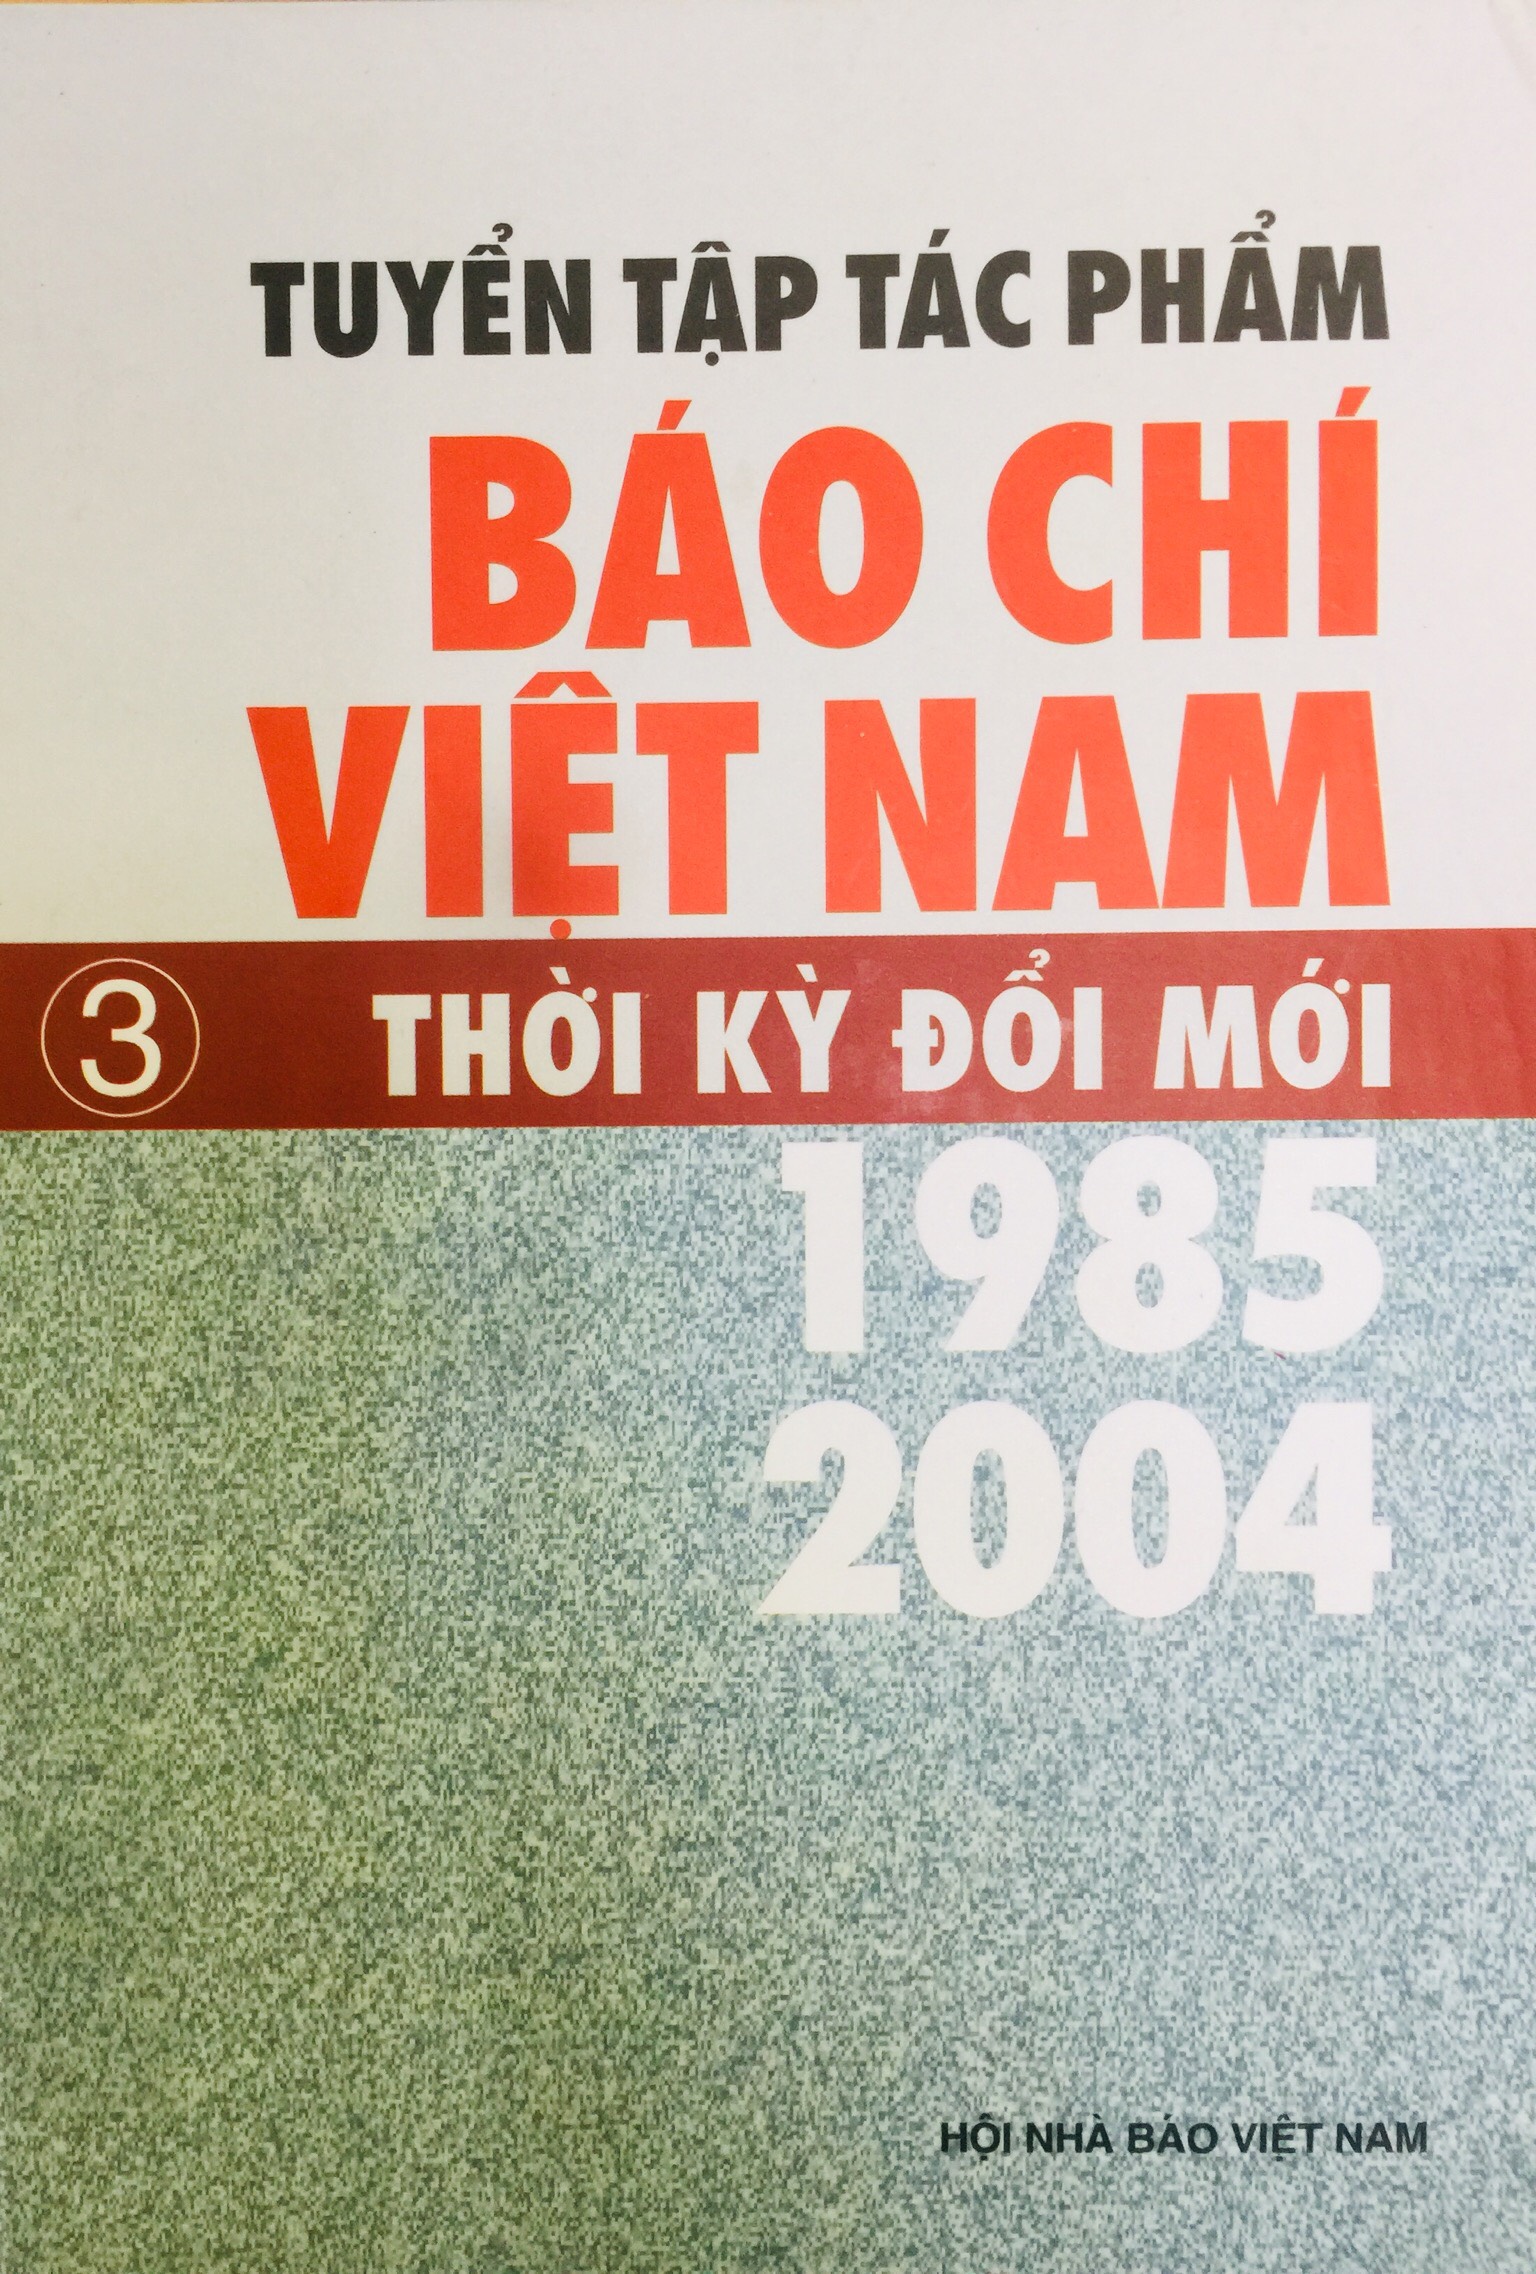 TUYỂN TẬP TÁC PHẨM
BÁO CHÍ
VIỆT NAM
3 THỜI KỲ ĐỔI MỚI
1985
2004
HỘI NHÀ BÁO VIỆT NAM